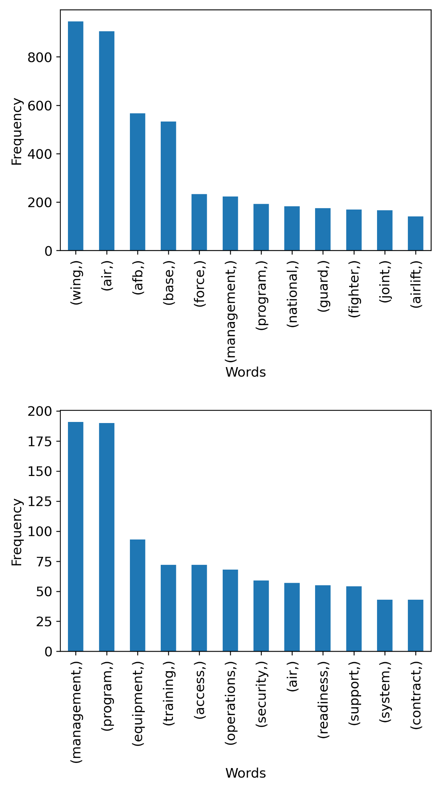 Frequency
800
600
400
200
0
(wing,)
(air,)
(afb,)
(base,)
(force,)
(management,)
(program,)
(national,)
(guard,)
(fighter,)
(joint,)
(airlift,)
Words
Frequency
200
175
150
125
100
75
50
25
0
(management,)
(program,)
(equipment,)
(training,)
(access,)
(operations,)
(security,)
(air,)
(readiness,)
(support,)
(system,)
(contract,)
Words